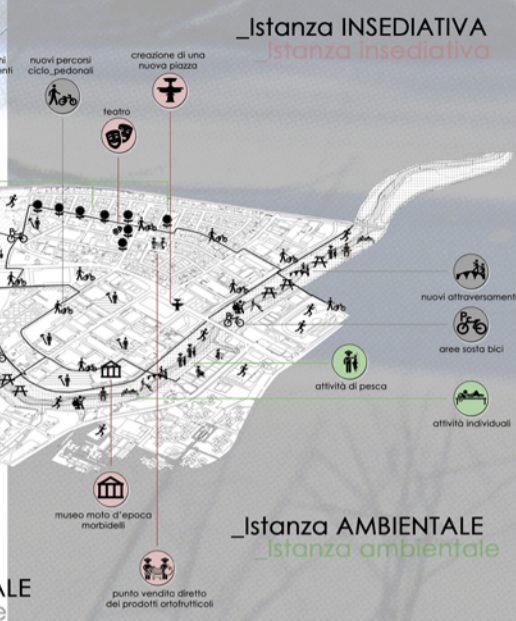 _Istanza INSEDIATIVA
_Istanza insediativa
nuovi percorsi
ciclo_pedonali
creazione di una
nuova piazza
teatro
nuovi attraversament
aree sosta bici
attività di pesca
attività individuali
museo moto d'epoca
morbidelli
_Istanza AMBIENTALE
_Istanza ambientale
punto vendita diretto
dei prodotti ortofrutticoli
ALE